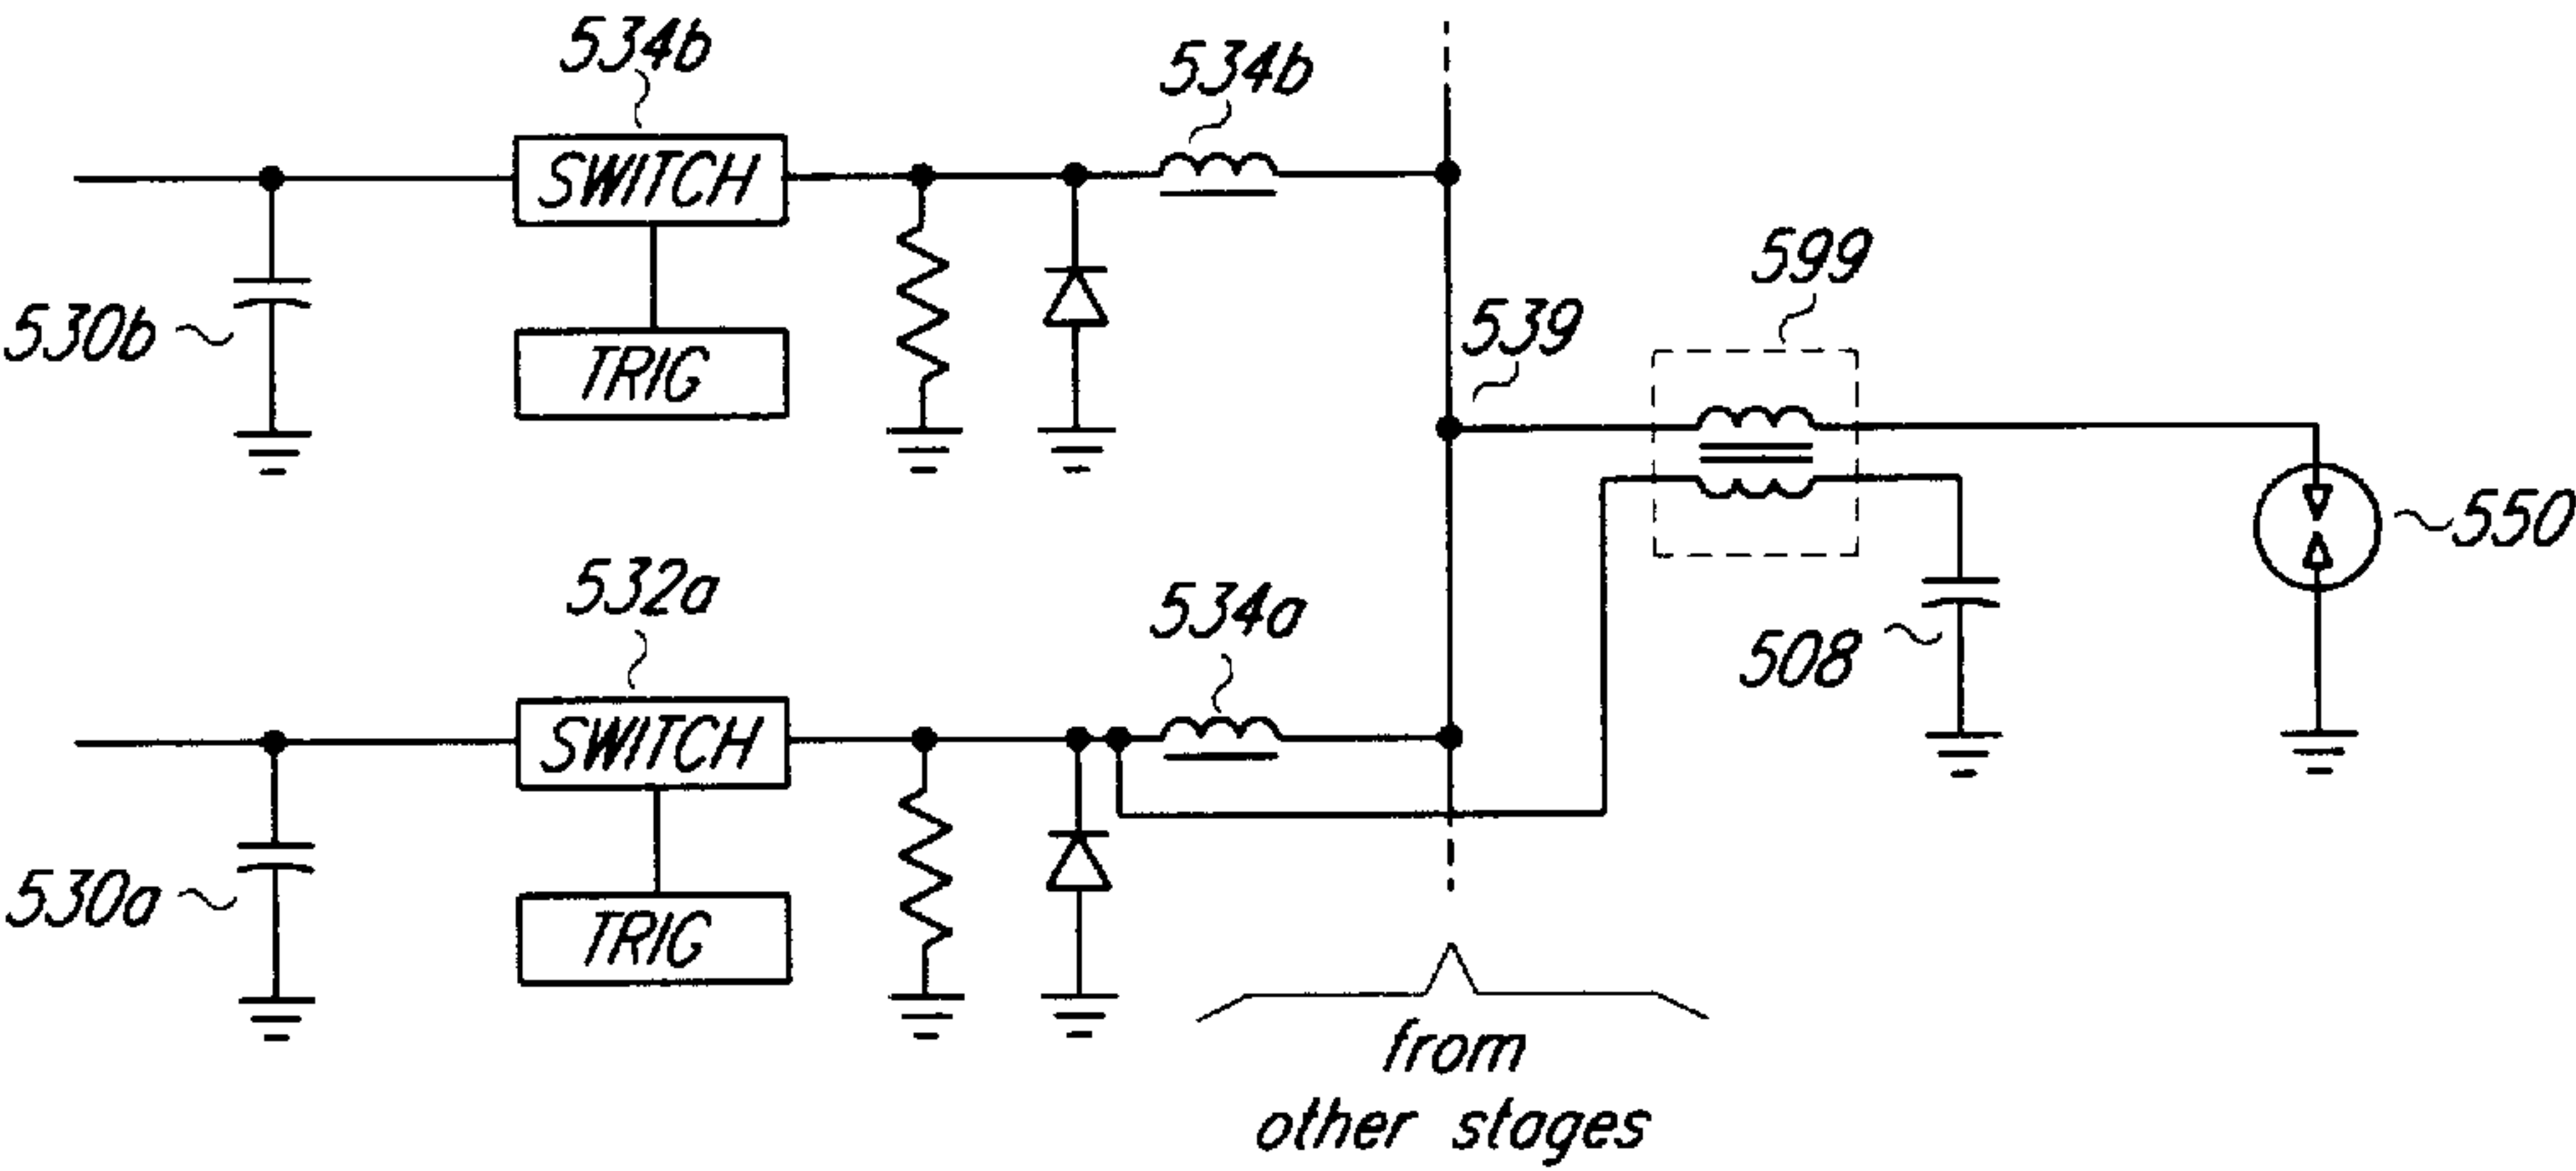 534b
534b
SWITCH
599
539
530b
TRIG
550
532a
534a
508
SWITCH
530a
TRIG
from
other stages